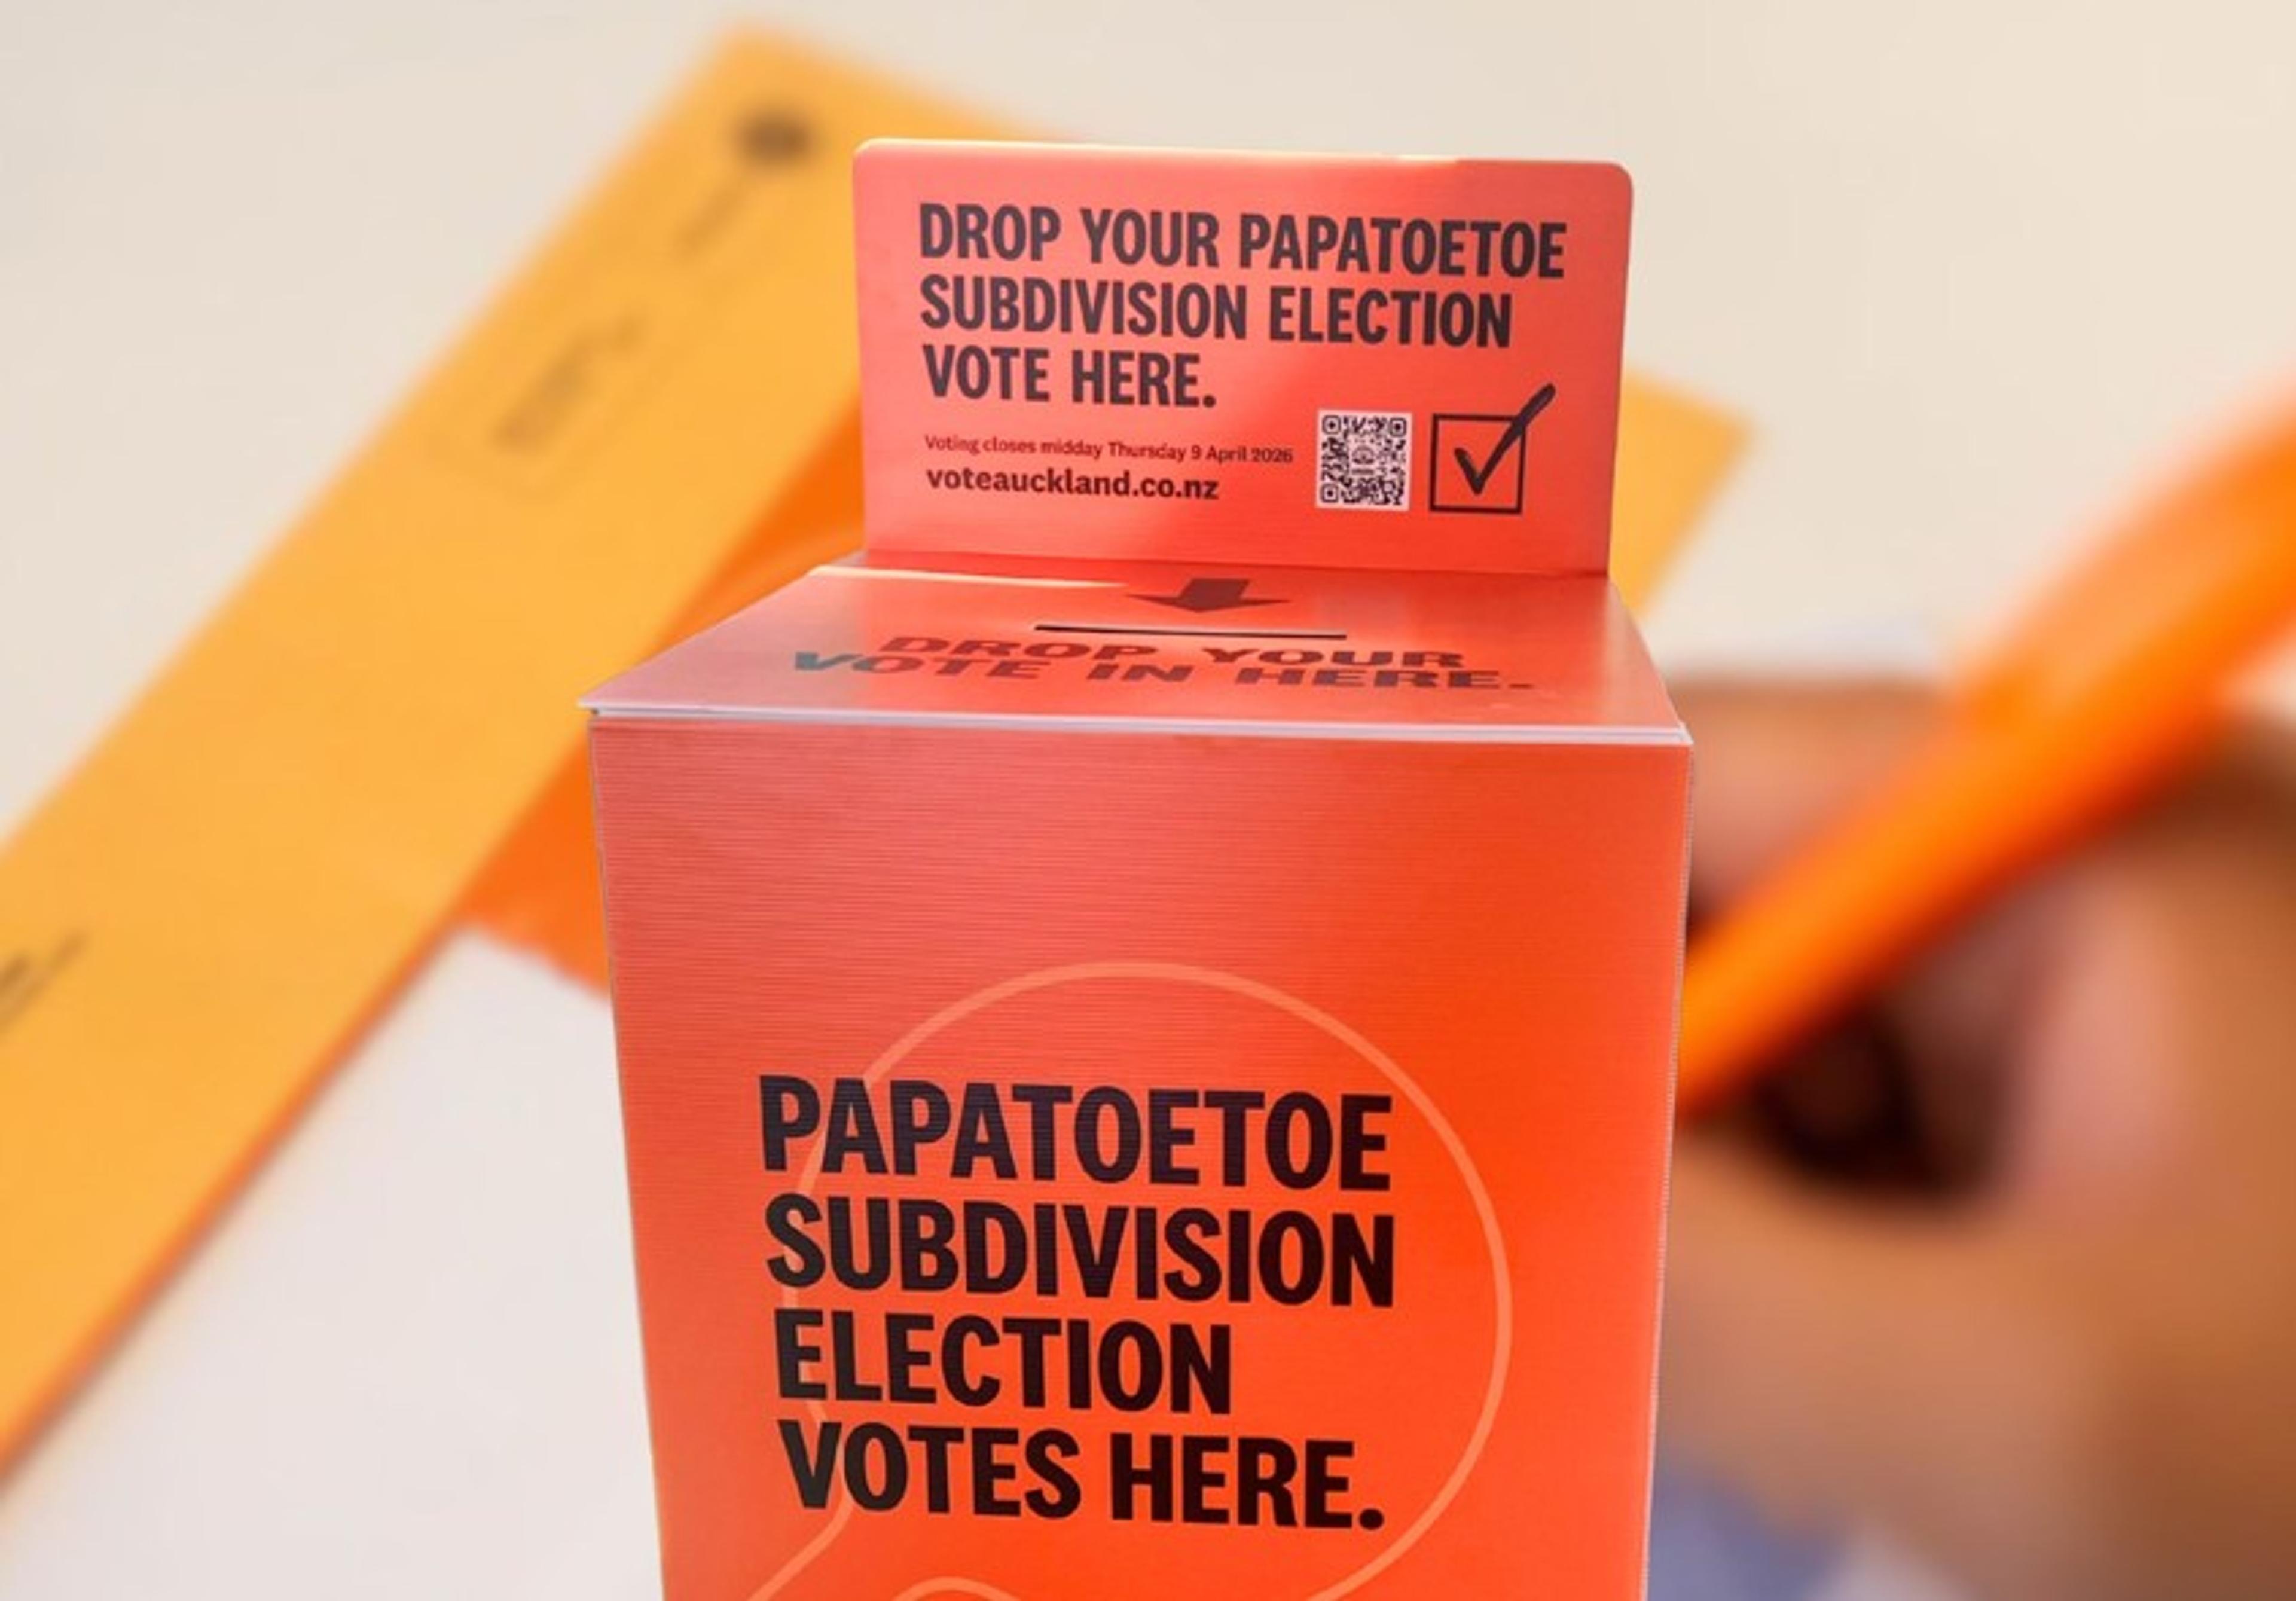 DROP YOUR PAPATOETOE
SUBDIVISION ELECTION
VOTE HERE.
Voting closes midday Thursday 9 April 2026
voteauckland.co.nz
DROP YOUR
VOTE IN HERE.
PAPATOETOE
SUBDIVISION
ELECTION
VOTES HERE.